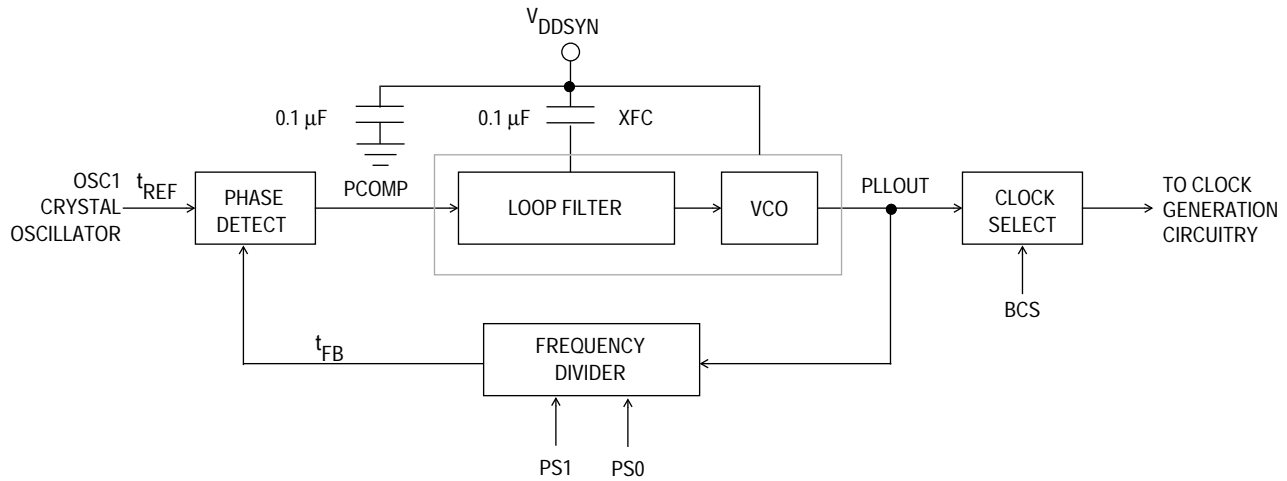 VDDSYN
0.1 μF
0.1 μF
XFC
OSC1
CRYSTAL
OSCILLATOR
tREF
PHASE
DETECT
PCOMP
LOOP FILTER
VCO
PLLOUT
CLOCK
SELECT
TO CLOCK
GENERATION
CIRCUITRY
BCS
tFB
FREQUENCY
DIVIDER
PS1
PS0